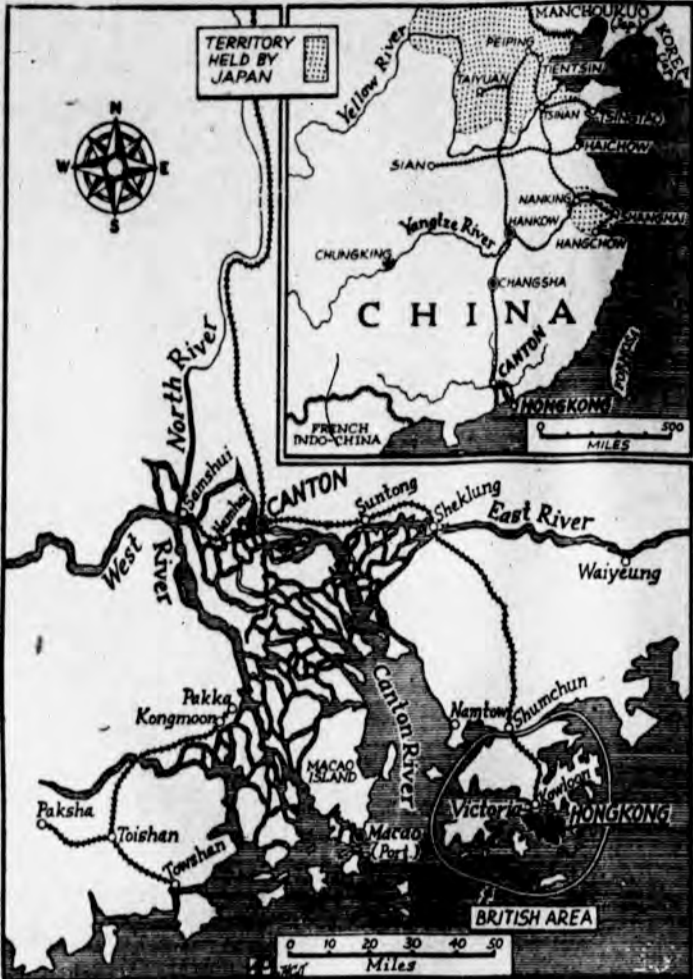 TERRITORY
HELD BY
JAPAN
N
W
E
S
MANCHOUKUO
KOREA
PEIPING
TIENTSIN
TAIYUAN
Yellow River
TSINAN
TSINGTAO
HAICHOW
SIAN
NANKING
SHANGHAI
HANKOW
HANGCHOW
Yangtze River
CHUNGKING
CHANGSHA
CHINA
CANTON
FORMOSA
HONGKONG
FRENCH
INDO-CHINA
0 500
MILES
North River
Samshui
Namhoi
CANTON
Suntong
Sheklung
East River
West
River
Waiyeung
Canton River
Pakka
Kongmoon
Namtow
Shumchun
MACAO
ISLAND
Paksha
Toishan
Towshan
Macao
(Port.)
Victoria
Kowloon
HONGKONG
BRITISH AREA
0 10 20 30 40 50
Miles